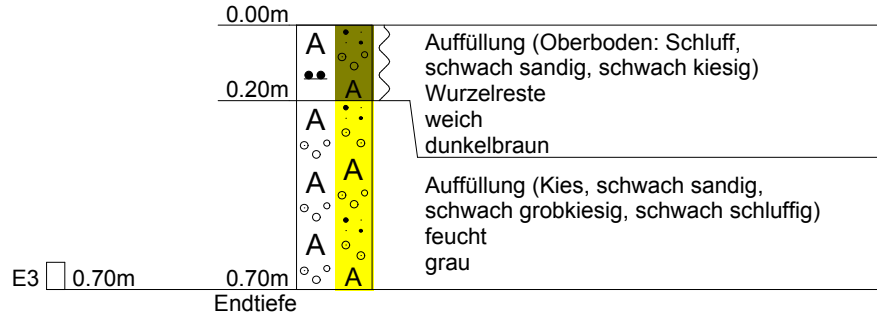 0.00m
A
Auffüllung (Oberboden: Schluff,
schwach sandig, schwach kiesig)
A
0.20m
Wurzelreste
A
weich
dunkelbraun
A
A
Auffüllung (Kies, schwach sandig,
schwach grobkiesig, schwach schluffig)
A
feucht
grau
E3 0.70m
0.70m
A
Endtiefe